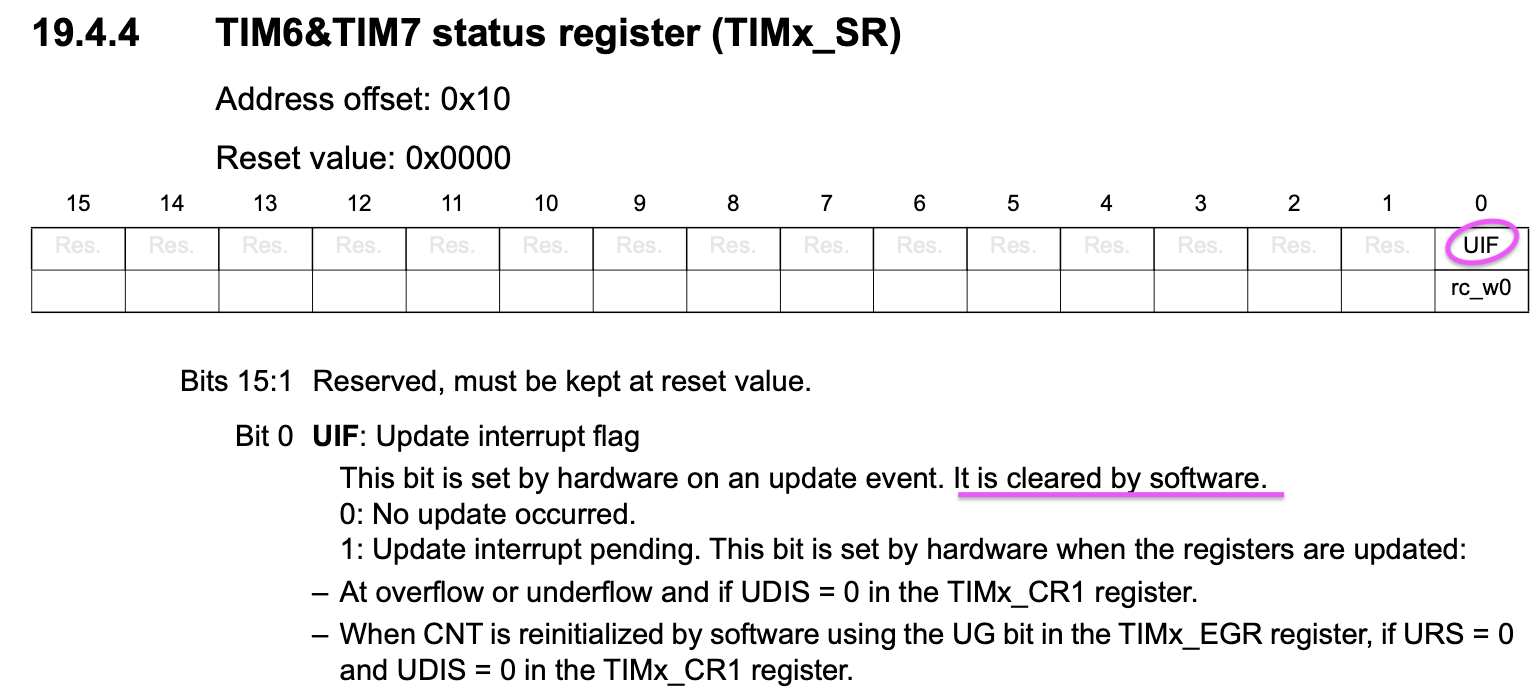 19.4.4 TIM6&TIM7 status register (TIMx_SR)
Address offset: 0x10
Reset value: 0x0000
15 14 13 12 11 10 9 8 7 6 5 4 3 2 1 0
Res. Res. Res. Res. Res. Res. Res. Res. Res. Res. Res. Res. Res. Res. Res. UIF
rc_w0
Bits 15:1 Reserved, must be kept at reset value.
Bit 0 UIF: Update interrupt flag
This bit is set by hardware on an update event. It is cleared by software.
0: No update occurred.
1: Update interrupt pending. This bit is set by hardware when the registers are updated:
– At overflow or underflow and if UDIS = 0 in the TIMx_CR1 register.
– When CNT is reinitialized by software using the UG bit in the TIMx_EGR register, if URS = 0
and UDIS = 0 in the TIMx_CR1 register.